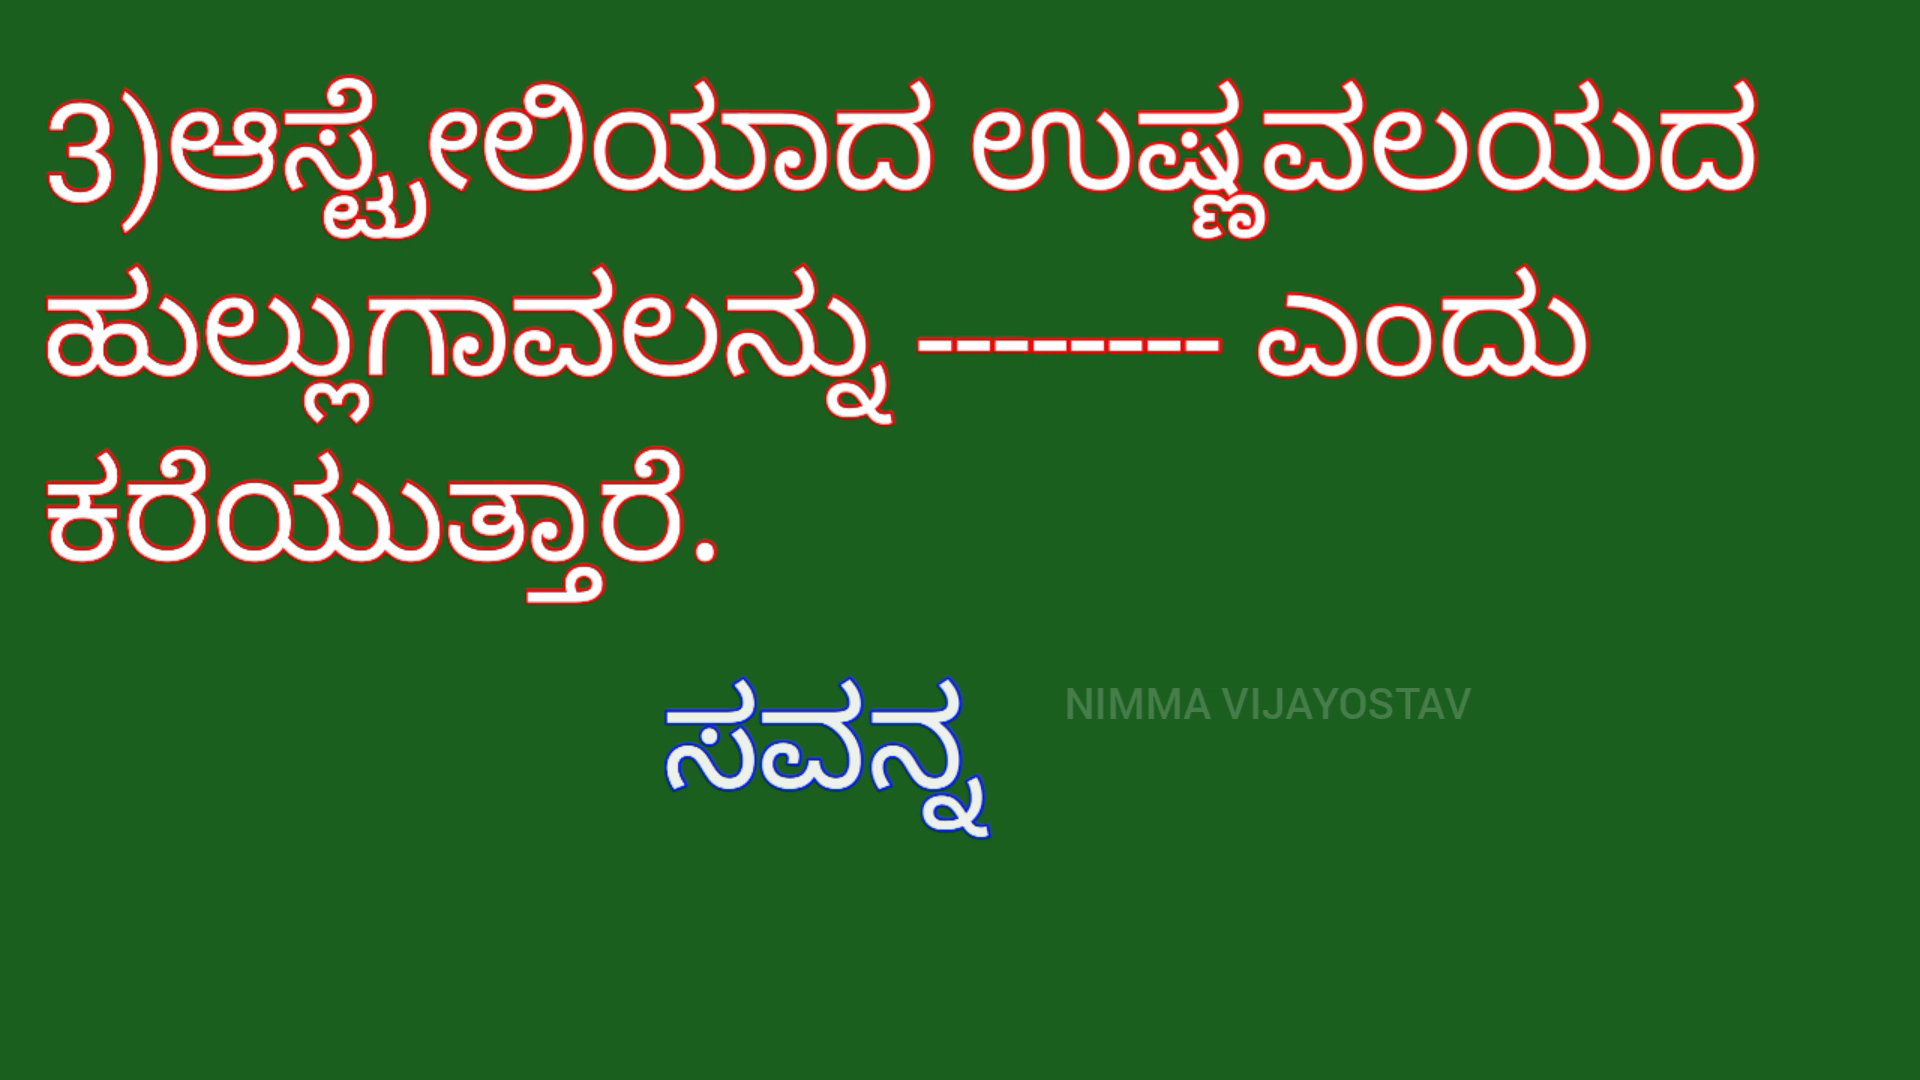 3)ಆಸ್ಟ್ರೇಲಿಯಾದ ಉಷ್ಣವಲಯದ
ಹುಲ್ಲುಗಾವಲನ್ನು -------- ಎಂದು
ಕರೆಯುತ್ತಾರೆ.
ಸವನ್ನ
NIMMA VIJAYOSTAV